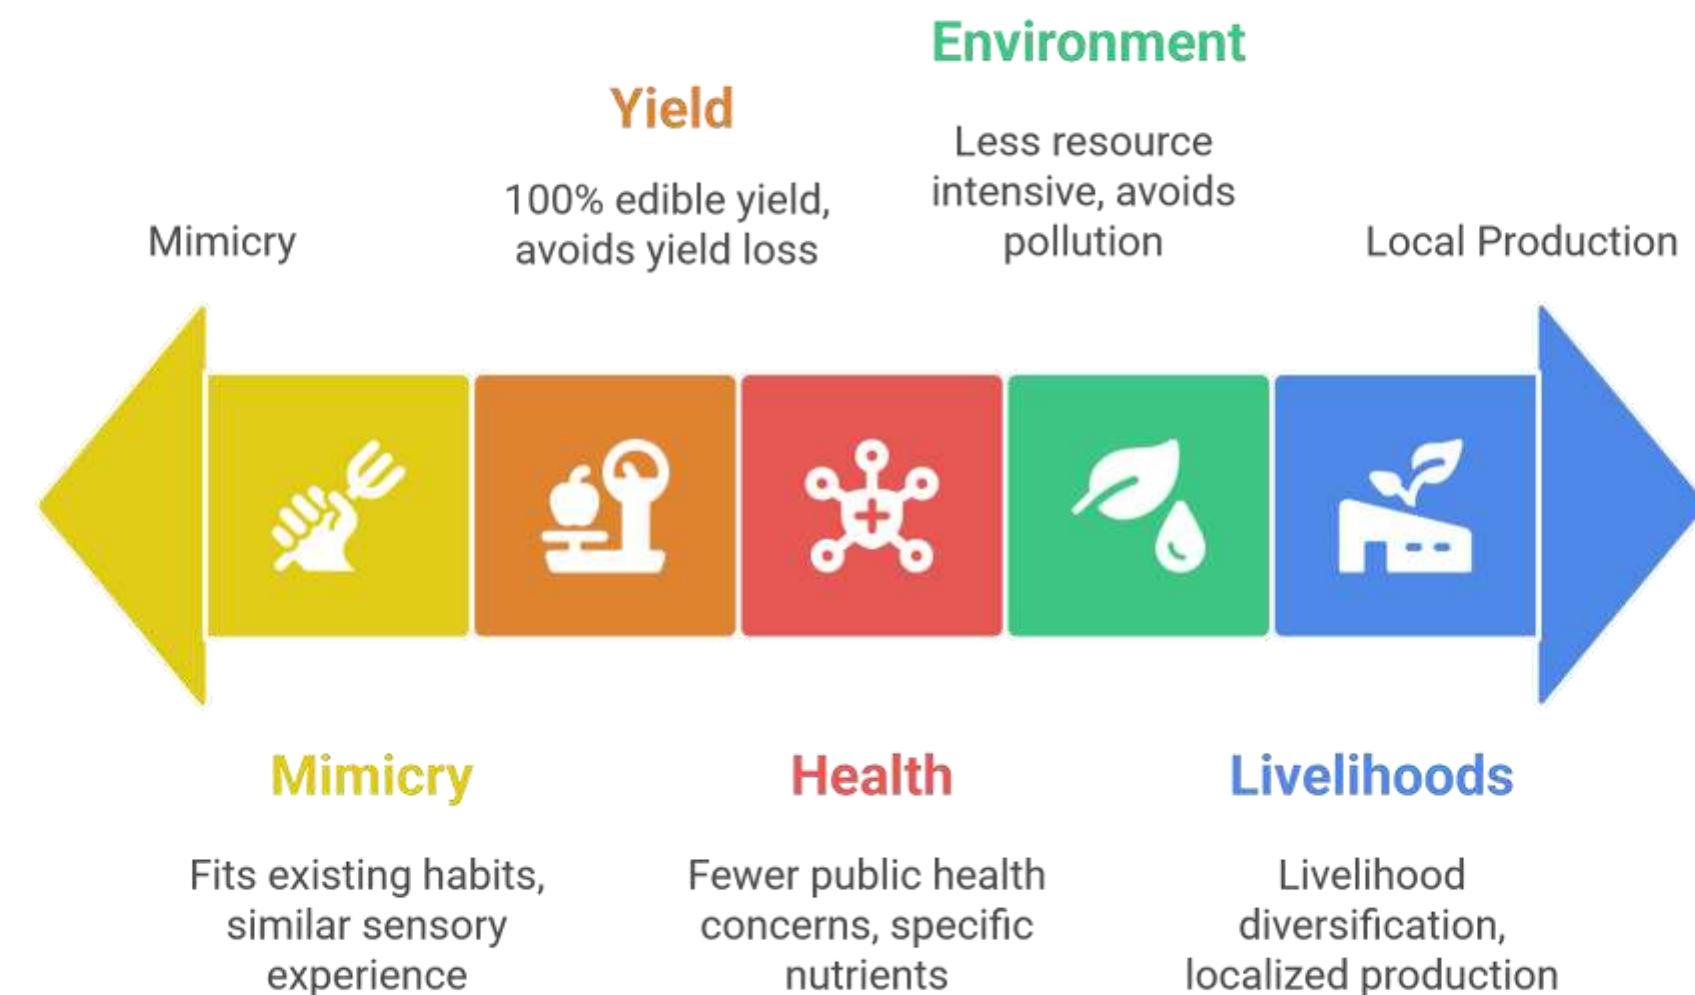 Environment
Yield
Less resource
intensive, avoids
pollution
100% edible yield,
avoids yield loss
Mimicry
Local Production
Mimicry
Fits existing habits,
similar sensory
experience
Health
Fewer public health
concerns, specific
nutrients
Livelihoods
Livelihood
diversification,
localized production